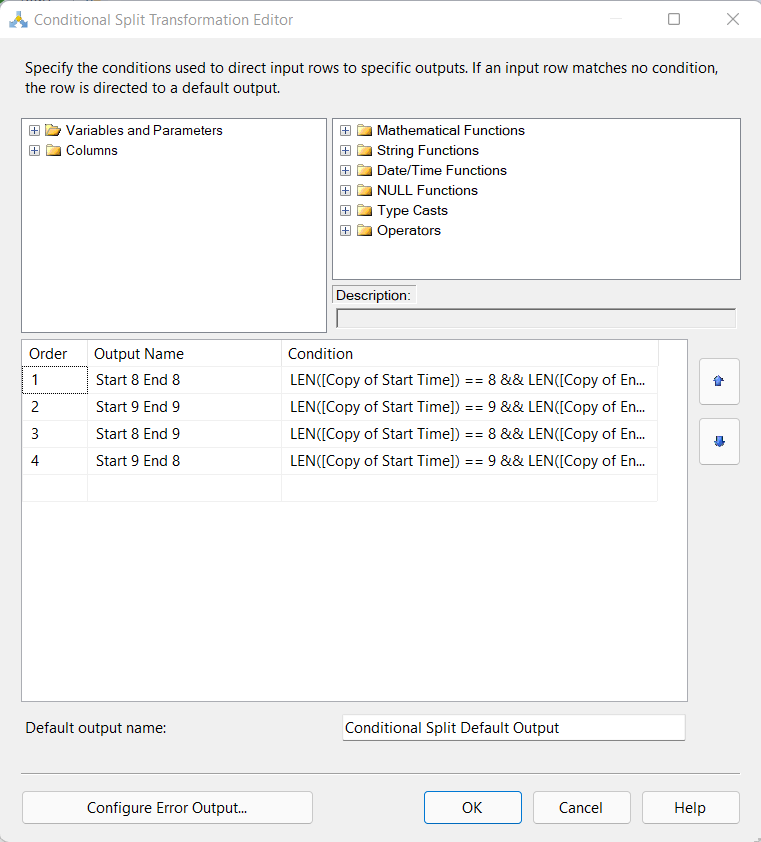 Conditional Split Transformation Editor
Specify the conditions used to direct input rows to specific outputs. If an input row matches no condition,
the row is directed to a default output.
Variables and Parameters
Columns
Mathematical Functions
String Functions
Date/Time Functions
NULL Functions
Type Casts
Operators
Description:
Order Output Name Condition
1 Start 8 End 8 LEN([Copy of Start Time]) == 8 && LEN([Copy of En...
2 Start 9 End 9 LEN([Copy of Start Time]) == 9 && LEN([Copy of En...
3 Start 8 End 9 LEN([Copy of Start Time]) == 8 && LEN([Copy of En...
4 Start 9 End 8 LEN([Copy of Start Time]) == 9 && LEN([Copy of En...
Default output name: Conditional Split Default Output
Configure Error Output... OK Cancel Help